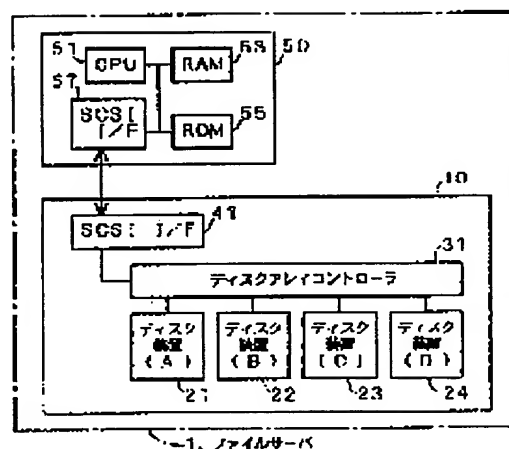 51
CPU
RAM
53
50
57
SCSI
I/F
ROM
55
10
SCSI I/F
41
31
ディスクアレイコントローラ
ディスク
装置
(A)
ディスク
装置
(B)
ディスク
装置
(C)
ディスク
装置
(D)
21
22
23
24
1, ファイルサーバ